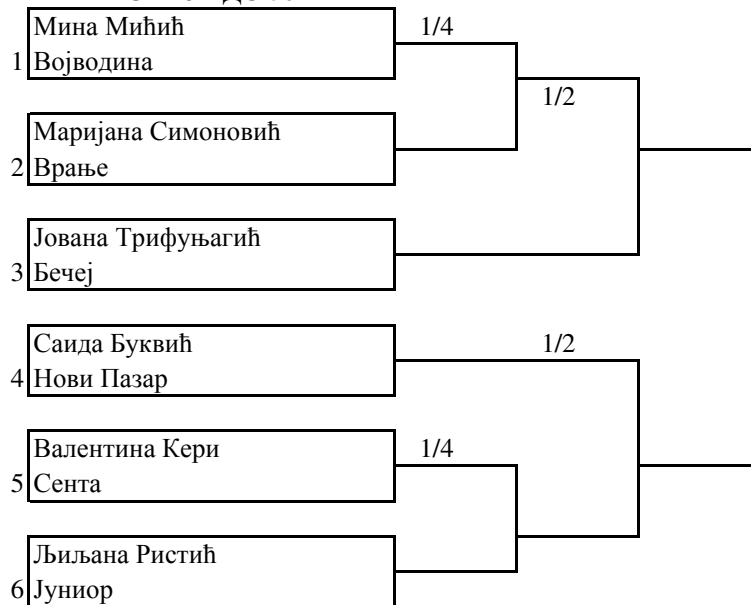 Мина Мићић
1/4
1 Војводина
1/2
Маријана Симоновић
2 Врање
Јована Трифуњагић
3 Бечеј
Саида Буквић
1/2
4 Нови Пазар
Валентина Кери
1/4
5 Сента
Љиљана Ристић
6 Јуниор